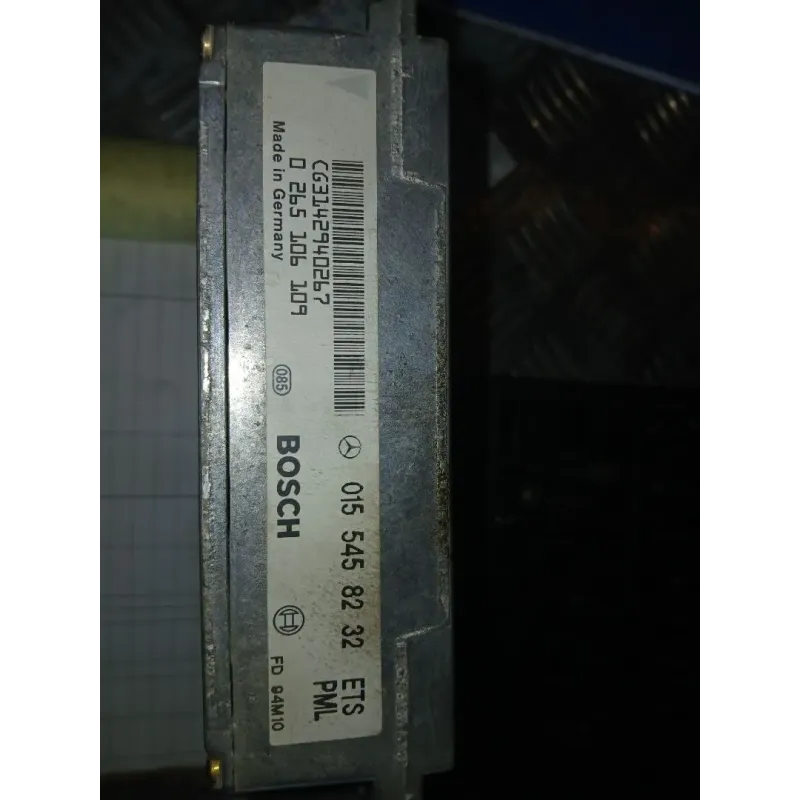 CG3142940267
0 265 106 109
Made in Germany
085
BOSCH
015 545 82 32 ETS
PML
FD 94M10